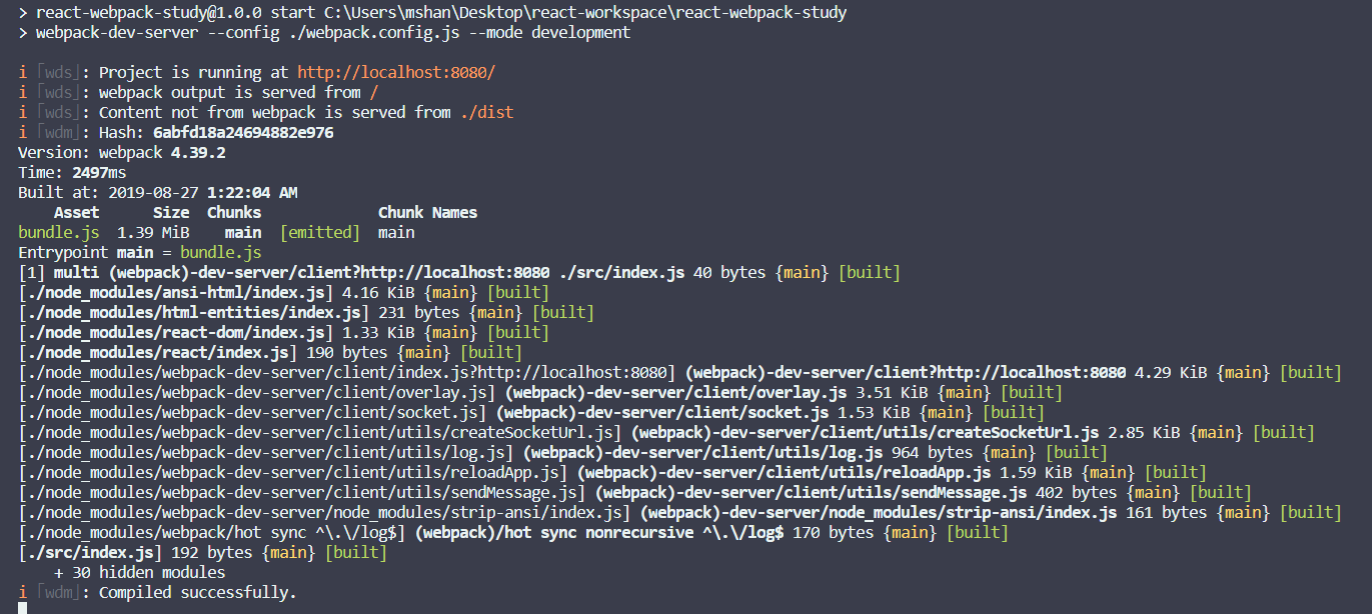 > react-webpack-study@1.0.0 start C:\Users\mshan\Desktop\react-workspace\react-webpack-study
> webpack-dev-server --config ./webpack.config.js --mode development
i ｢wds｣: Project is running at http://localhost:8080/
i ｢wds｣: webpack output is served from /
i ｢wds｣: Content not from webpack is served from ./dist
i ｢wdm｣: Hash: 6abfd18a24694882e976
Version: webpack 4.39.2
Time: 2497ms
Built at: 2019-08-27 1:22:04 AM
    Asset      Size  Chunks             Chunk Names
bundle.js  1.39 MiB    main  [emitted]  main
Entrypoint main = bundle.js
[1] multi (webpack)-dev-server/client?http://localhost:8080 ./src/index.js 40 bytes {main} [built]
[./node_modules/ansi-html/index.js] 4.16 KiB {main} [built]
[./node_modules/html-entities/index.js] 231 bytes {main} [built]
[./node_modules/react-dom/index.js] 1.33 KiB {main} [built]
[./node_modules/react/index.js] 190 bytes {main} [built]
[./node_modules/webpack-dev-server/client/index.js?http://localhost:8080] (webpack)-dev-server/client?http://localhost:8080 4.29 KiB {main} [built]
[./node_modules/webpack-dev-server/client/overlay.js] (webpack)-dev-server/client/overlay.js 3.51 KiB {main} [built]
[./node_modules/webpack-dev-server/client/socket.js] (webpack)-dev-server/client/socket.js 1.53 KiB {main} [built]
[./node_modules/webpack-dev-server/client/utils/createSocketUrl.js] (webpack)-dev-server/client/utils/createSocketUrl.js 2.85 KiB {main} [built]
[./node_modules/webpack-dev-server/client/utils/log.js] (webpack)-dev-server/client/utils/log.js 964 bytes {main} [built]
[./node_modules/webpack-dev-server/client/utils/reloadApp.js] (webpack)-dev-server/client/utils/reloadApp.js 1.59 KiB {main} [built]
[./node_modules/webpack-dev-server/client/utils/sendMessage.js] (webpack)-dev-server/client/utils/sendMessage.js 402 bytes {main} [built]
[./node_modules/webpack-dev-server/node_modules/strip-ansi/index.js] (webpack)-dev-server/node_modules/strip-ansi/index.js 161 bytes {main} [built]
[./node_modules/webpack/hot sync ^\.\/log$] (webpack)/hot sync nonrecursive ^\.\/log$ 170 bytes {main} [built]
[./src/index.js] 192 bytes {main} [built]
    + 30 hidden modules
i ｢wdm｣: Compiled successfully.